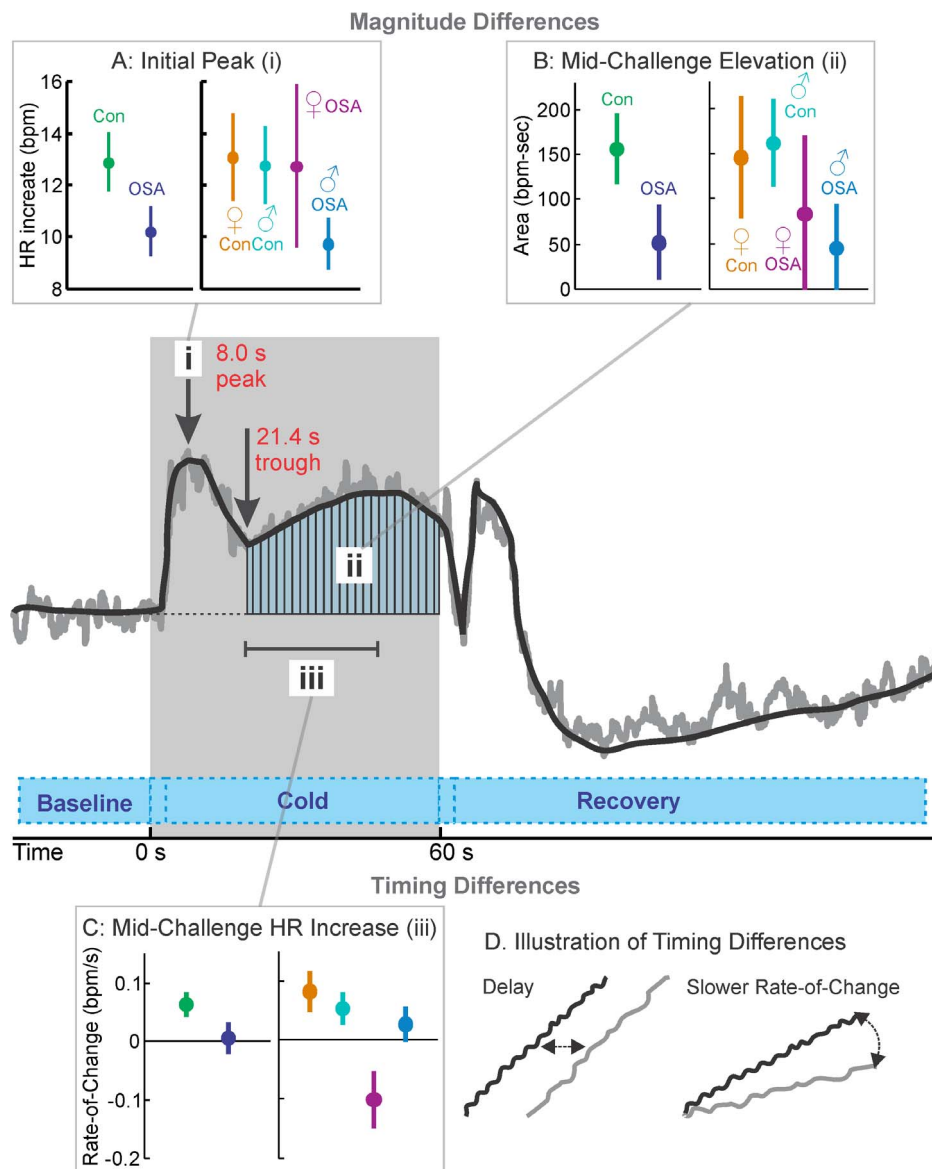 Magnitude Differences
A: Initial Peak (i)
HR increate (bpm)
16
14
12
10
8
Con
OSA
♀ OSA
♀
Con
♂
Con
♂
OSA
B: Mid-Challenge Elevation (ii)
Area (bpm-sec)
200
150
100
50
0
Con
OSA
♂
Con
♂
OSA
♀
Con
♀
OSA
i
8.0 s
peak
21.4 s
trough
ii
iii
Baseline
Cold
Recovery
Time
0 s
60 s
Timing Differences
C: Mid-Challenge HR Increase (iii)
Rate-of-Change (bpm/s)
0.1
0
-0.1
-0.2
D. Illustration of Timing Differences
Delay
Slower Rate-of-Change